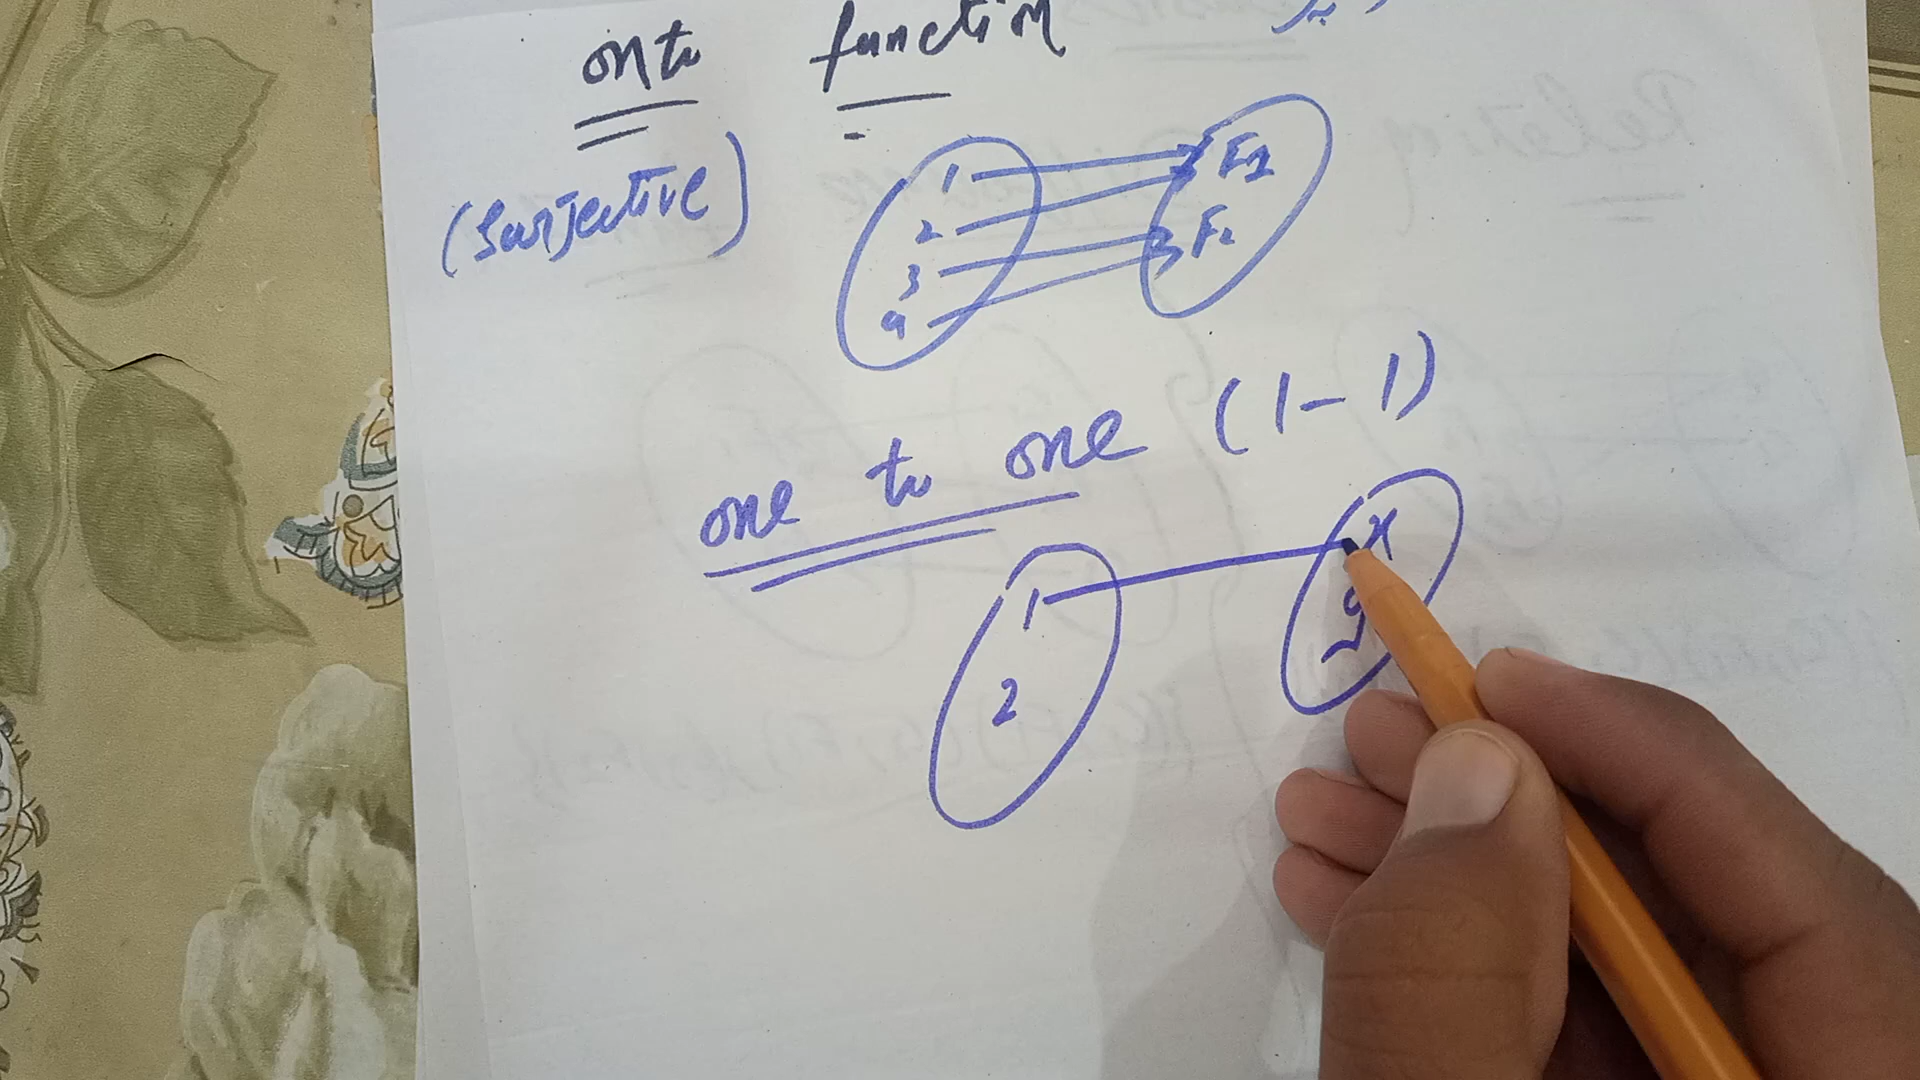 onto function
(Surjective)
1
2
3
4
F1
F2
one to one (1-1)
1
2
x
y